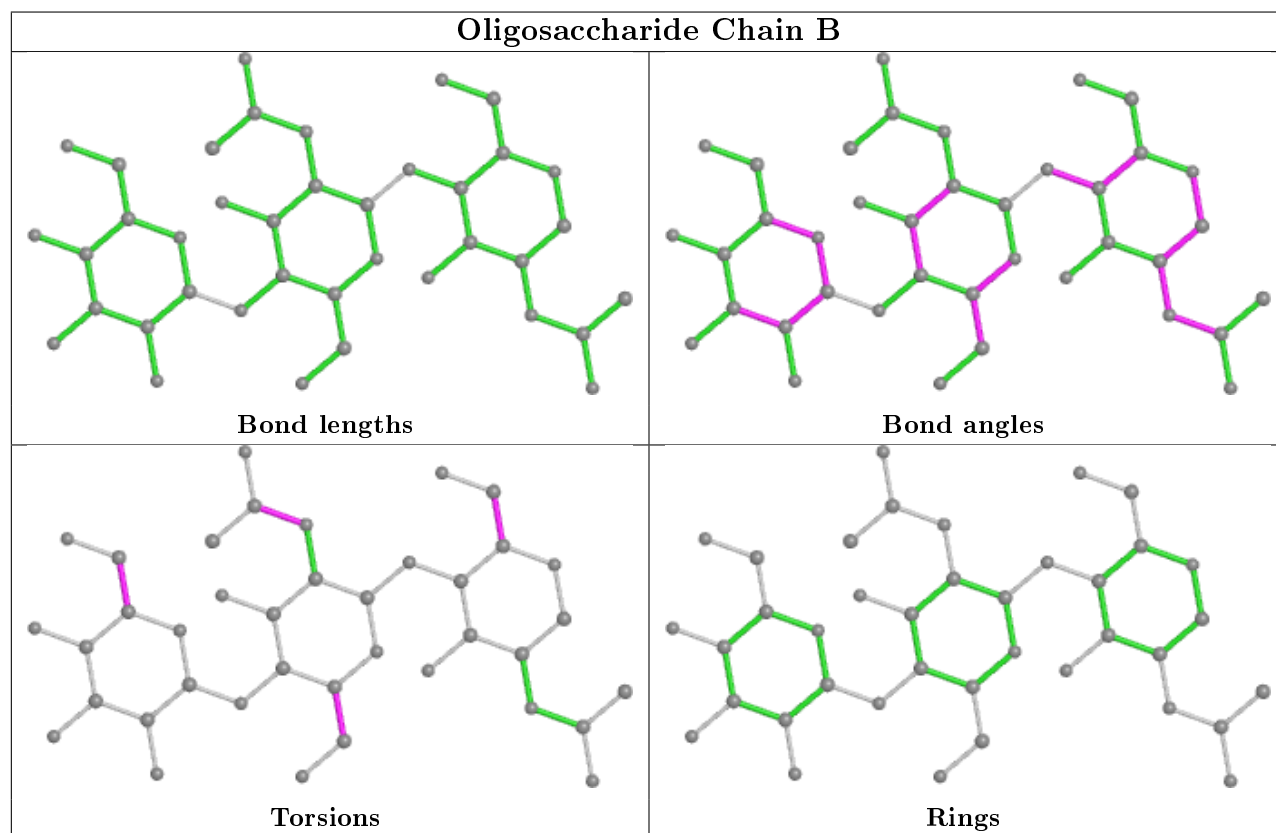 Oligosaccharide Chain B
Bond lengths
Bond angles
Torsions
Rings